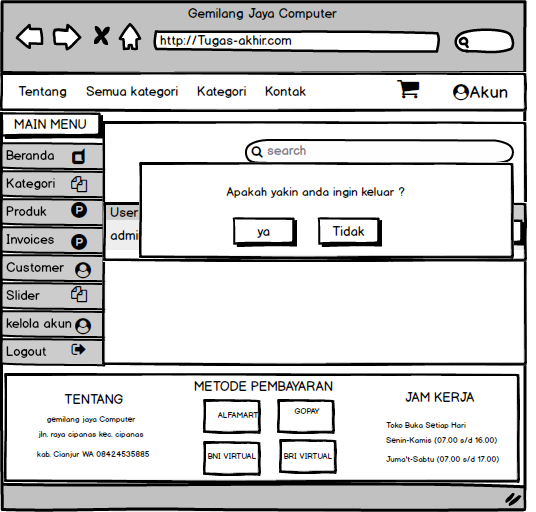 Gemilang Jaya Computer
http://Tugas-akhir.com
Tentang Semua kategori Kategori Kontak Akun
MAIN MENU
Beranda
Kategori
Produk
Invoices
Customer
Slider
kelola akun
Logout
search
User
admi
Apakah yakin anda ingin keluar ?
ya Tidak
TENTANG
gemilang jaya Computer
jln. raya cipanas kec. cipanas
kab. Cianjur WA 08424535885
METODE PEMBAYARAN
ALFAMART GOPAY
BNI VIRTUAL BRI VIRTUAL
JAM KERJA
Toko Buka Setiap Hari
Senin-Kamis (07.00 s/d 16.00)
Juma't-Sabtu (07.00 s/d 17.00)